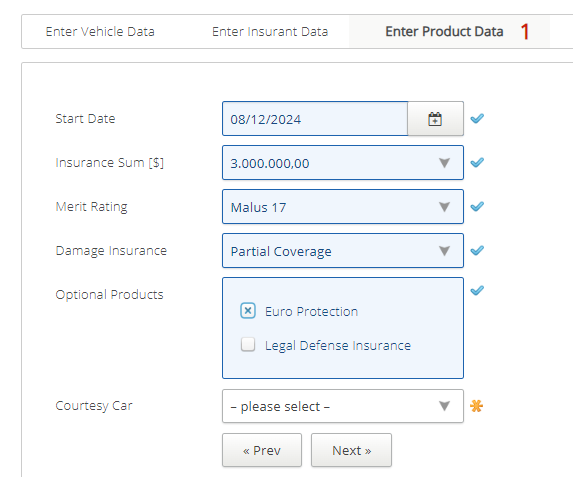 Enter Vehicle Data Enter Insurant Data Enter Product Data 1
Start Date 08/12/2024
Insurance Sum [$] 3.000.000,00
Merit Rating Malus 17
Damage Insurance Partial Coverage
Optional Products
Euro Protection
Legal Defense Insurance
Courtesy Car – please select –
« Prev Next »